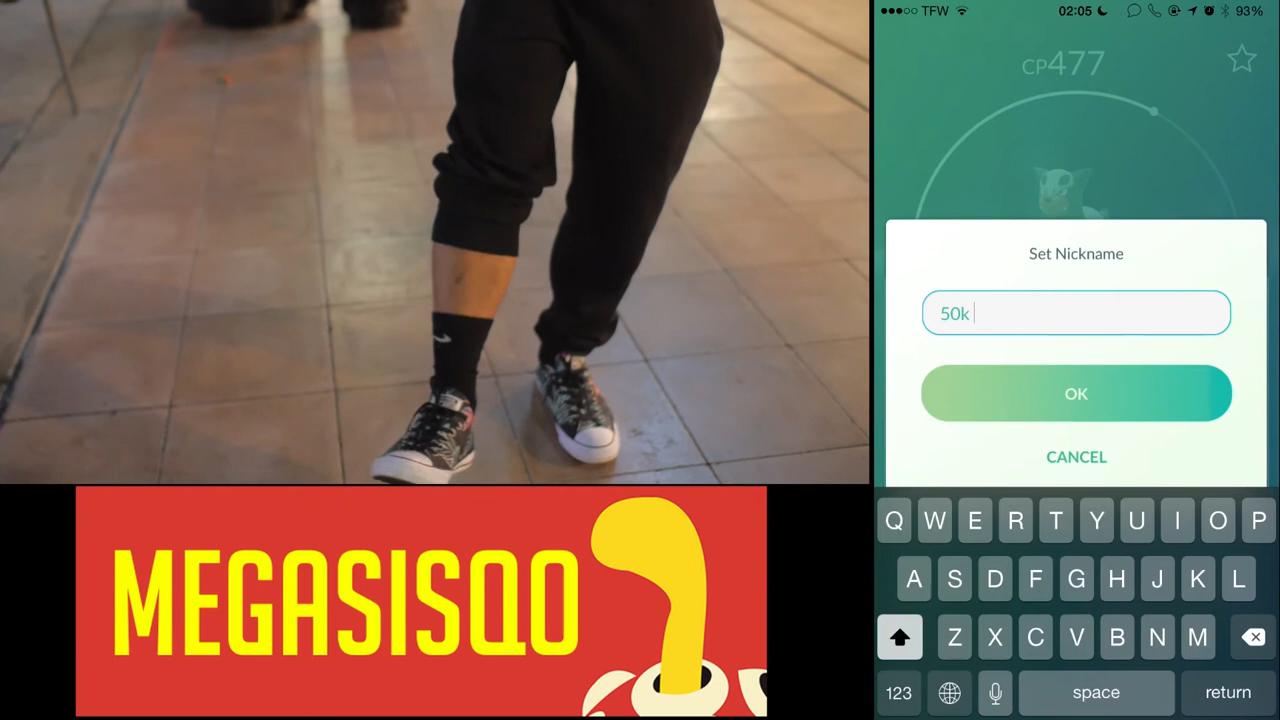 TFW 02:05 93%
CP477
Set Nickname
50k
OK
CANCEL
Q W E R T Y U I O P
A S D F G H J K L
Z X C V B N M
123 space return
MEGASISQO